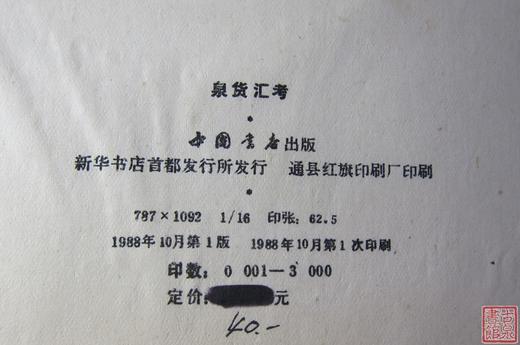 泉货汇考
中国书店出版
新华书店首都发行所发行 通县红旗印刷厂印刷
787×1092 1/16 印张：62.5
1988年10月第1版 1988年10月第1次印刷
印数：0 001—3 000
定价：元
40.-